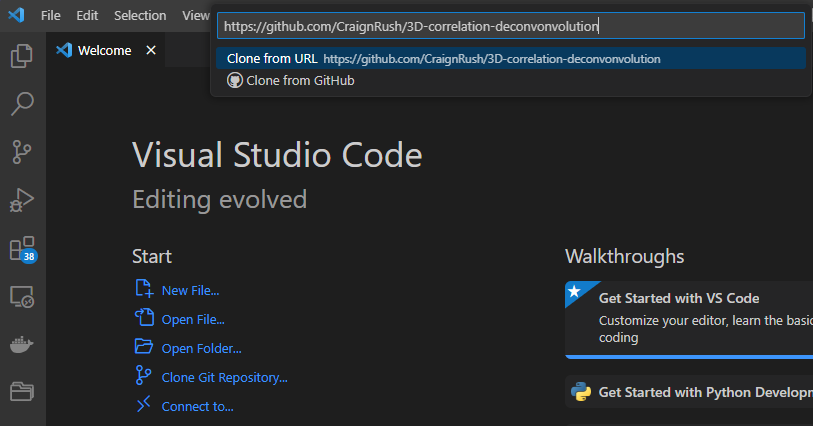 File Edit Selection
https://github.com/CraignRush/3D-correlation-deconvonvolution
Welcome
Clone from URL https://github.com/CraignRush/3D-correlation-deconvonvolution
Clone from GitHub
Visual Studio Code
Editing evolved
38
Start
New File...
Open File...
Open Folder...
Clone Git Repository...
Connect to...
Walkthroughs
Get Started with VS Code
Customize your editor, learn the basic
coding
Get Started with Python Developm